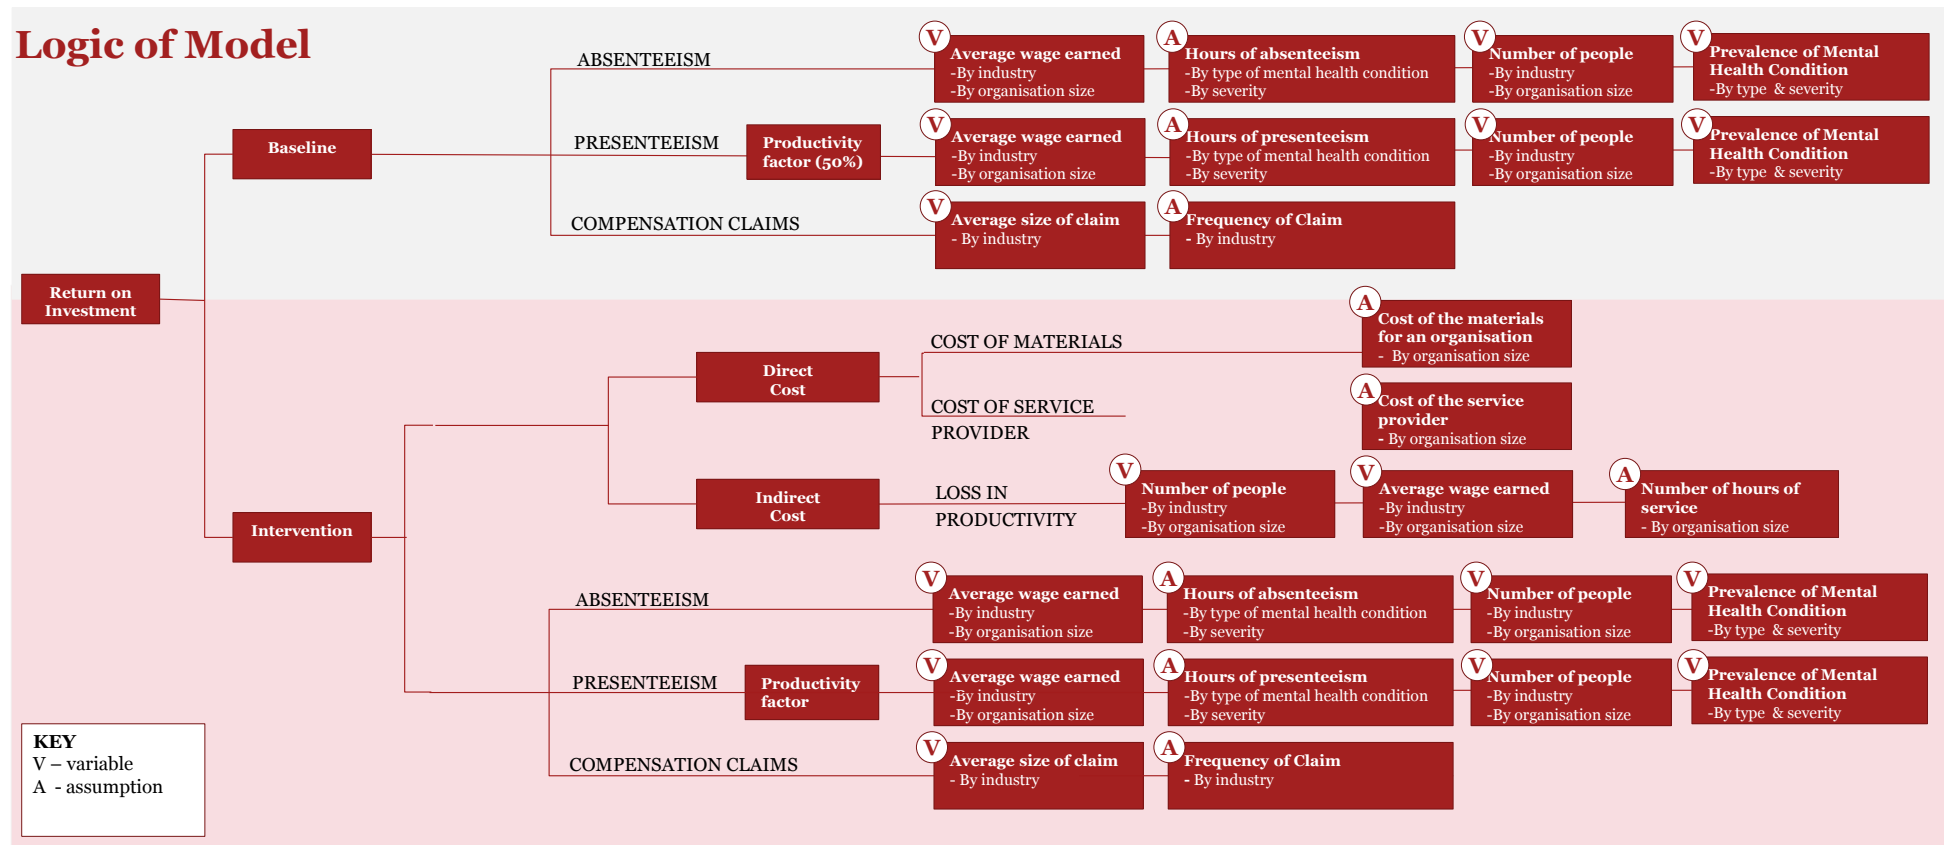 Logic of Model
ABSENTEEISM
V
Average wage earned
-By industry
-By organisation size
A
Hours of absenteeism
-By type of mental health condition
-By severity
V
Number of people
-By industry
-By organisation size
V
Prevalence of Mental
Health Condition
-By type & severity
Baseline
PRESENTEEISM
Productivity
factor (50%)
V
Average wage earned
-By industry
-By organisation size
A
Hours of presenteeism
-By type of mental health condition
-By severity
V
Number of people
-By industry
-By organisation size
V
Prevalence of Mental
Health Condition
-By type & severity
COMPENSATION CLAIMS
V
Average size of claim
- By industry
A
Frequency of Claim
- By industry
Return on
Investment
Direct
Cost
COST OF MATERIALS
A
Cost of the materials
for an organisation
- By organisation size
COST OF SERVICE
PROVIDER
A
Cost of the service
provider
- By organisation size
Indirect
Cost
LOSS IN
PRODUCTIVITY
V
Number of people
-By industry
-By organisation size
V
Average wage earned
-By industry
-By organisation size
A
Number of hours of
service
- By organisation size
Intervention
ABSENTEEISM
V
Average wage earned
-By industry
-By organisation size
A
Hours of absenteeism
-By type of mental health condition
-By severity
V
Number of people
-By industry
-By organisation size
V
Prevalence of Mental
Health Condition
-By type & severity
PRESENTEEISM
Productivity
factor
V
Average wage earned
-By industry
-By organisation size
A
Hours of presenteeism
-By type of mental health condition
-By severity
V
Number of people
-By industry
-By organisation size
V
Prevalence of Mental
Health Condition
-By type & severity
COMPENSATION CLAIMS
V
Average size of claim
- By industry
A
Frequency of Claim
- By industry
KEY
V – variable
A - assumption